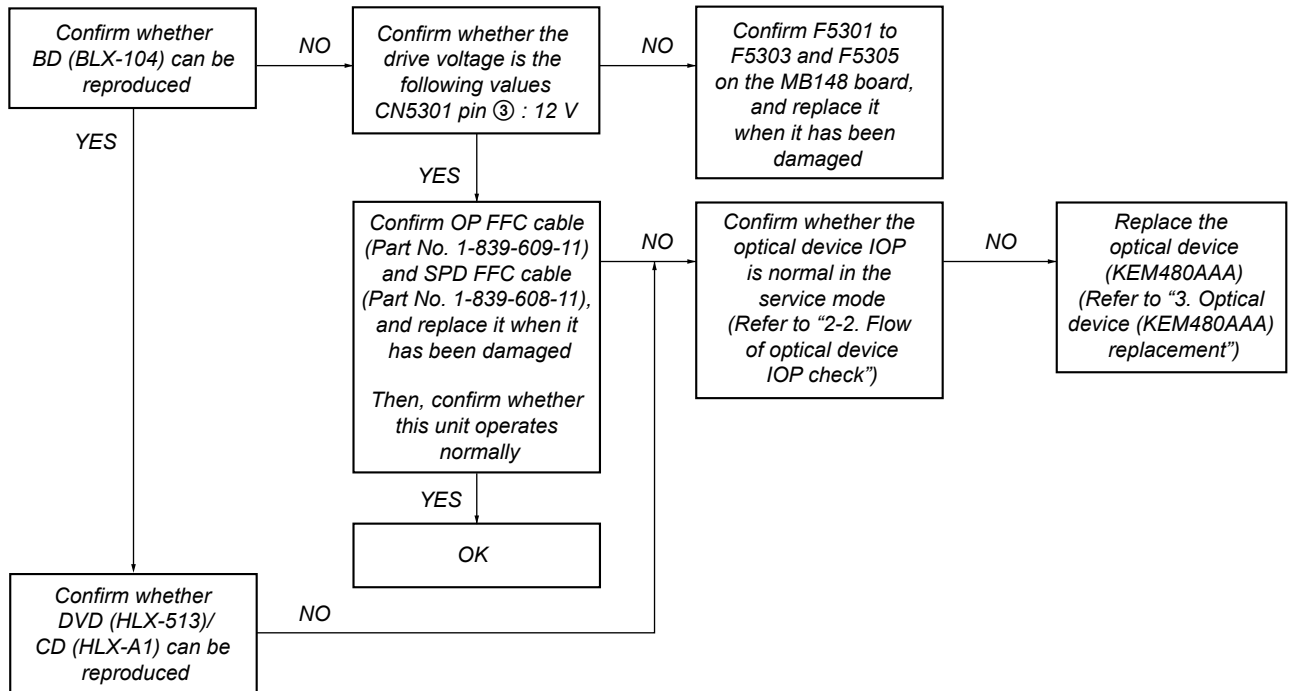 Confirm whether
BD (BLX-104) can be
reproduced
NO
Confirm whether the
drive voltage is the
following values
CN5301 pin ③ : 12 V
NO
Confirm F5301 to
F5303 and F5305
on the MB148 board,
and replace it
when it has been
damaged
YES
YES
Confirm OP FFC cable
(Part No. 1-839-609-11)
and SPD FFC cable
(Part No. 1-839-608-11),
and replace it when it
has been damaged
Then, confirm whether
this unit operates
normally
NO
Confirm whether the
optical device IOP
is normal in the
service mode
(Refer to “2-2. Flow
of optical device
IOP check”)
NO
Replace the
optical device
(KEM480AAA)
(Refer to “3. Optical
device (KEM480AAA)
replacement”)
YES
OK
Confirm whether
DVD (HLX-513)/
CD (HLX-A1) can be
reproduced
NO